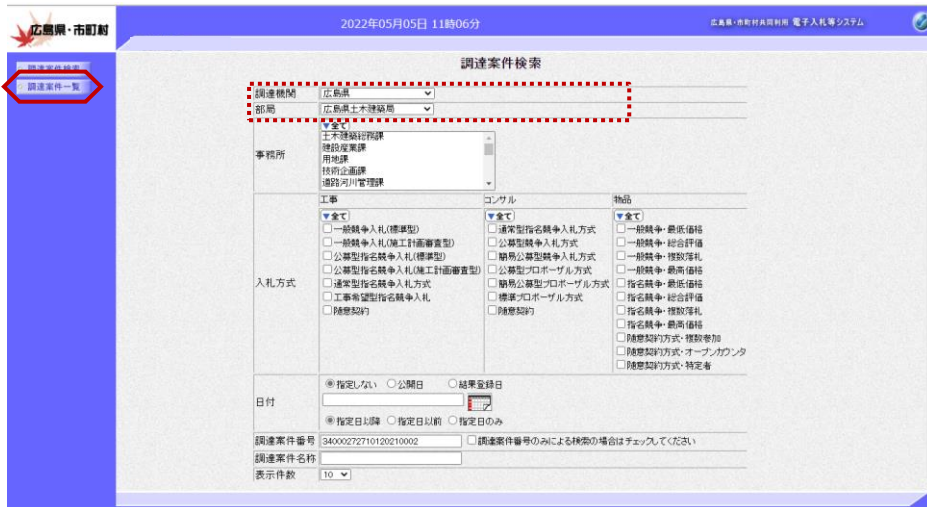 広島県・市町村
2022年05月05日 11時06分
広島県・市町村共同利用 電子入札等システム
調達案件検索
調達案件一覧
調達案件検索
調達機関 広島県
部局 広島県土木建築局
事務所
▼全て
土木建築総務課
建設産業課
用地課
技術企画課
道路河川管理課
入札方式
工事
▼全て
一般競争入札(標準型)
一般競争入札(施工計画審査型)
公募型指名競争入札(標準型)
公募型指名競争入札(施工計画審査型)
通常型指名競争入札方式
工事希望型指名競争入札
随意契約
コンサル
▼全て
通常型指名競争入札方式
公募型競争入札方式
簡易公募型競争入札方式
公募型プロポーザル方式
簡易公募型プロポーザル方式
標準プロポーザル方式
随意契約
物品
▼全て
一般競争・最低価格
一般競争・総合評価
一般競争・複数落札
一般競争・最高価格
指名競争・最低価格
指名競争・総合評価
指名競争・複数落札
指名競争・最高価格
随意契約方式・複数参加
随意契約方式・オープンカウンタ
随意契約方式・特定者
日付
指定しない 公開日 結果登録日
指定日以降 指定日以前 指定日のみ
調達案件番号 34000272710120210002 調達案件番号のみによる検索の場合はチェックしてください
調達案件名称
表示件数 10